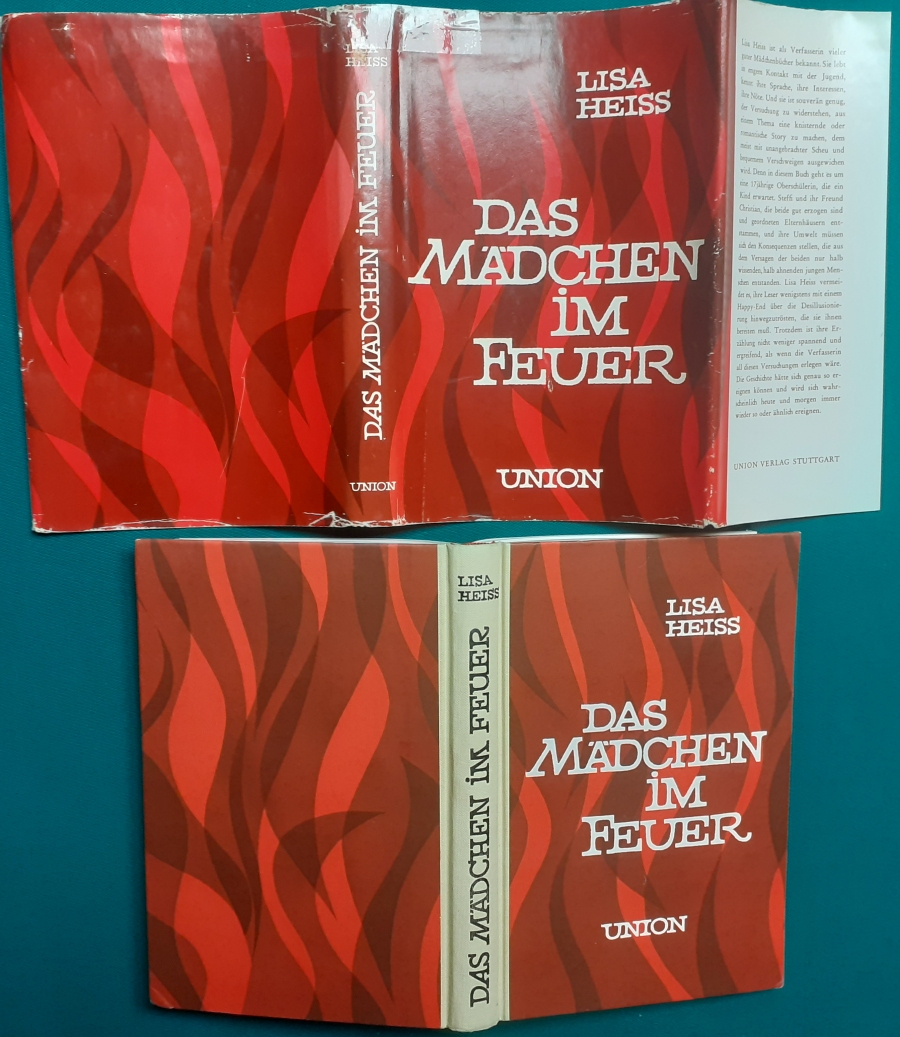 LISA
HEISS
DAS MÄDCHEN iM FEUER
UNION
LISA
HEISS
DAS
MÄDCHEN
iM
FEUER
UNION
Lisa Heiss ist als Verfasserin vieler
guter Mädchenbücher bekannt. Sie lebt
in engem Kontakt mit der Jugend,
kennt ihre Sprache, ihre Interessen,
ihre Nöte. Und sie ist souverän genug,
der Versuchung zu widerstehen, aus
einem Thema eine knisternde oder
romantische Story zu machen, dem
meist mit unangebrachter Scheu und
bequemem Verschweigen ausgewichen
wird. Denn in diesem Buch geht es um
eine 17jährige Oberschülerin, die ein
Kind erwartet. Steffi und ihr Freund
Christian, die beide gut erzogen sind
und geordneten Elternhäusern ent-
stammen, und ihre Umwelt müssen
sich den Konsequenzen stellen, die aus
dem Versagen der beiden nur halb
wissenden, halb ahnenden jungen Men-
schen entstanden. Lisa Heiss vermei-
det es, ihre Leser wenigstens mit einem
Happy-End über die Desillusionie-
rung hinwegzutrösten, die sie ihnen
bereiten muß. Trotzdem ist ihre Er-
zählung nicht weniger spannend und
ergreifend, als wenn die Verfasserin
all diesen Versuchungen erlegen wäre.
Die Geschichte hätte sich genau so er-
eignen können und wird sich wahr-
scheinlich heute und morgen immer
wieder so oder ähnlich ereignen.
UNION VERLAG STUTTGART
LISA
HEISS
DAS MÄDCHEN iM FEUER
LISA
HEISS
DAS
MÄDCHEN
iM
FEUER
UNION